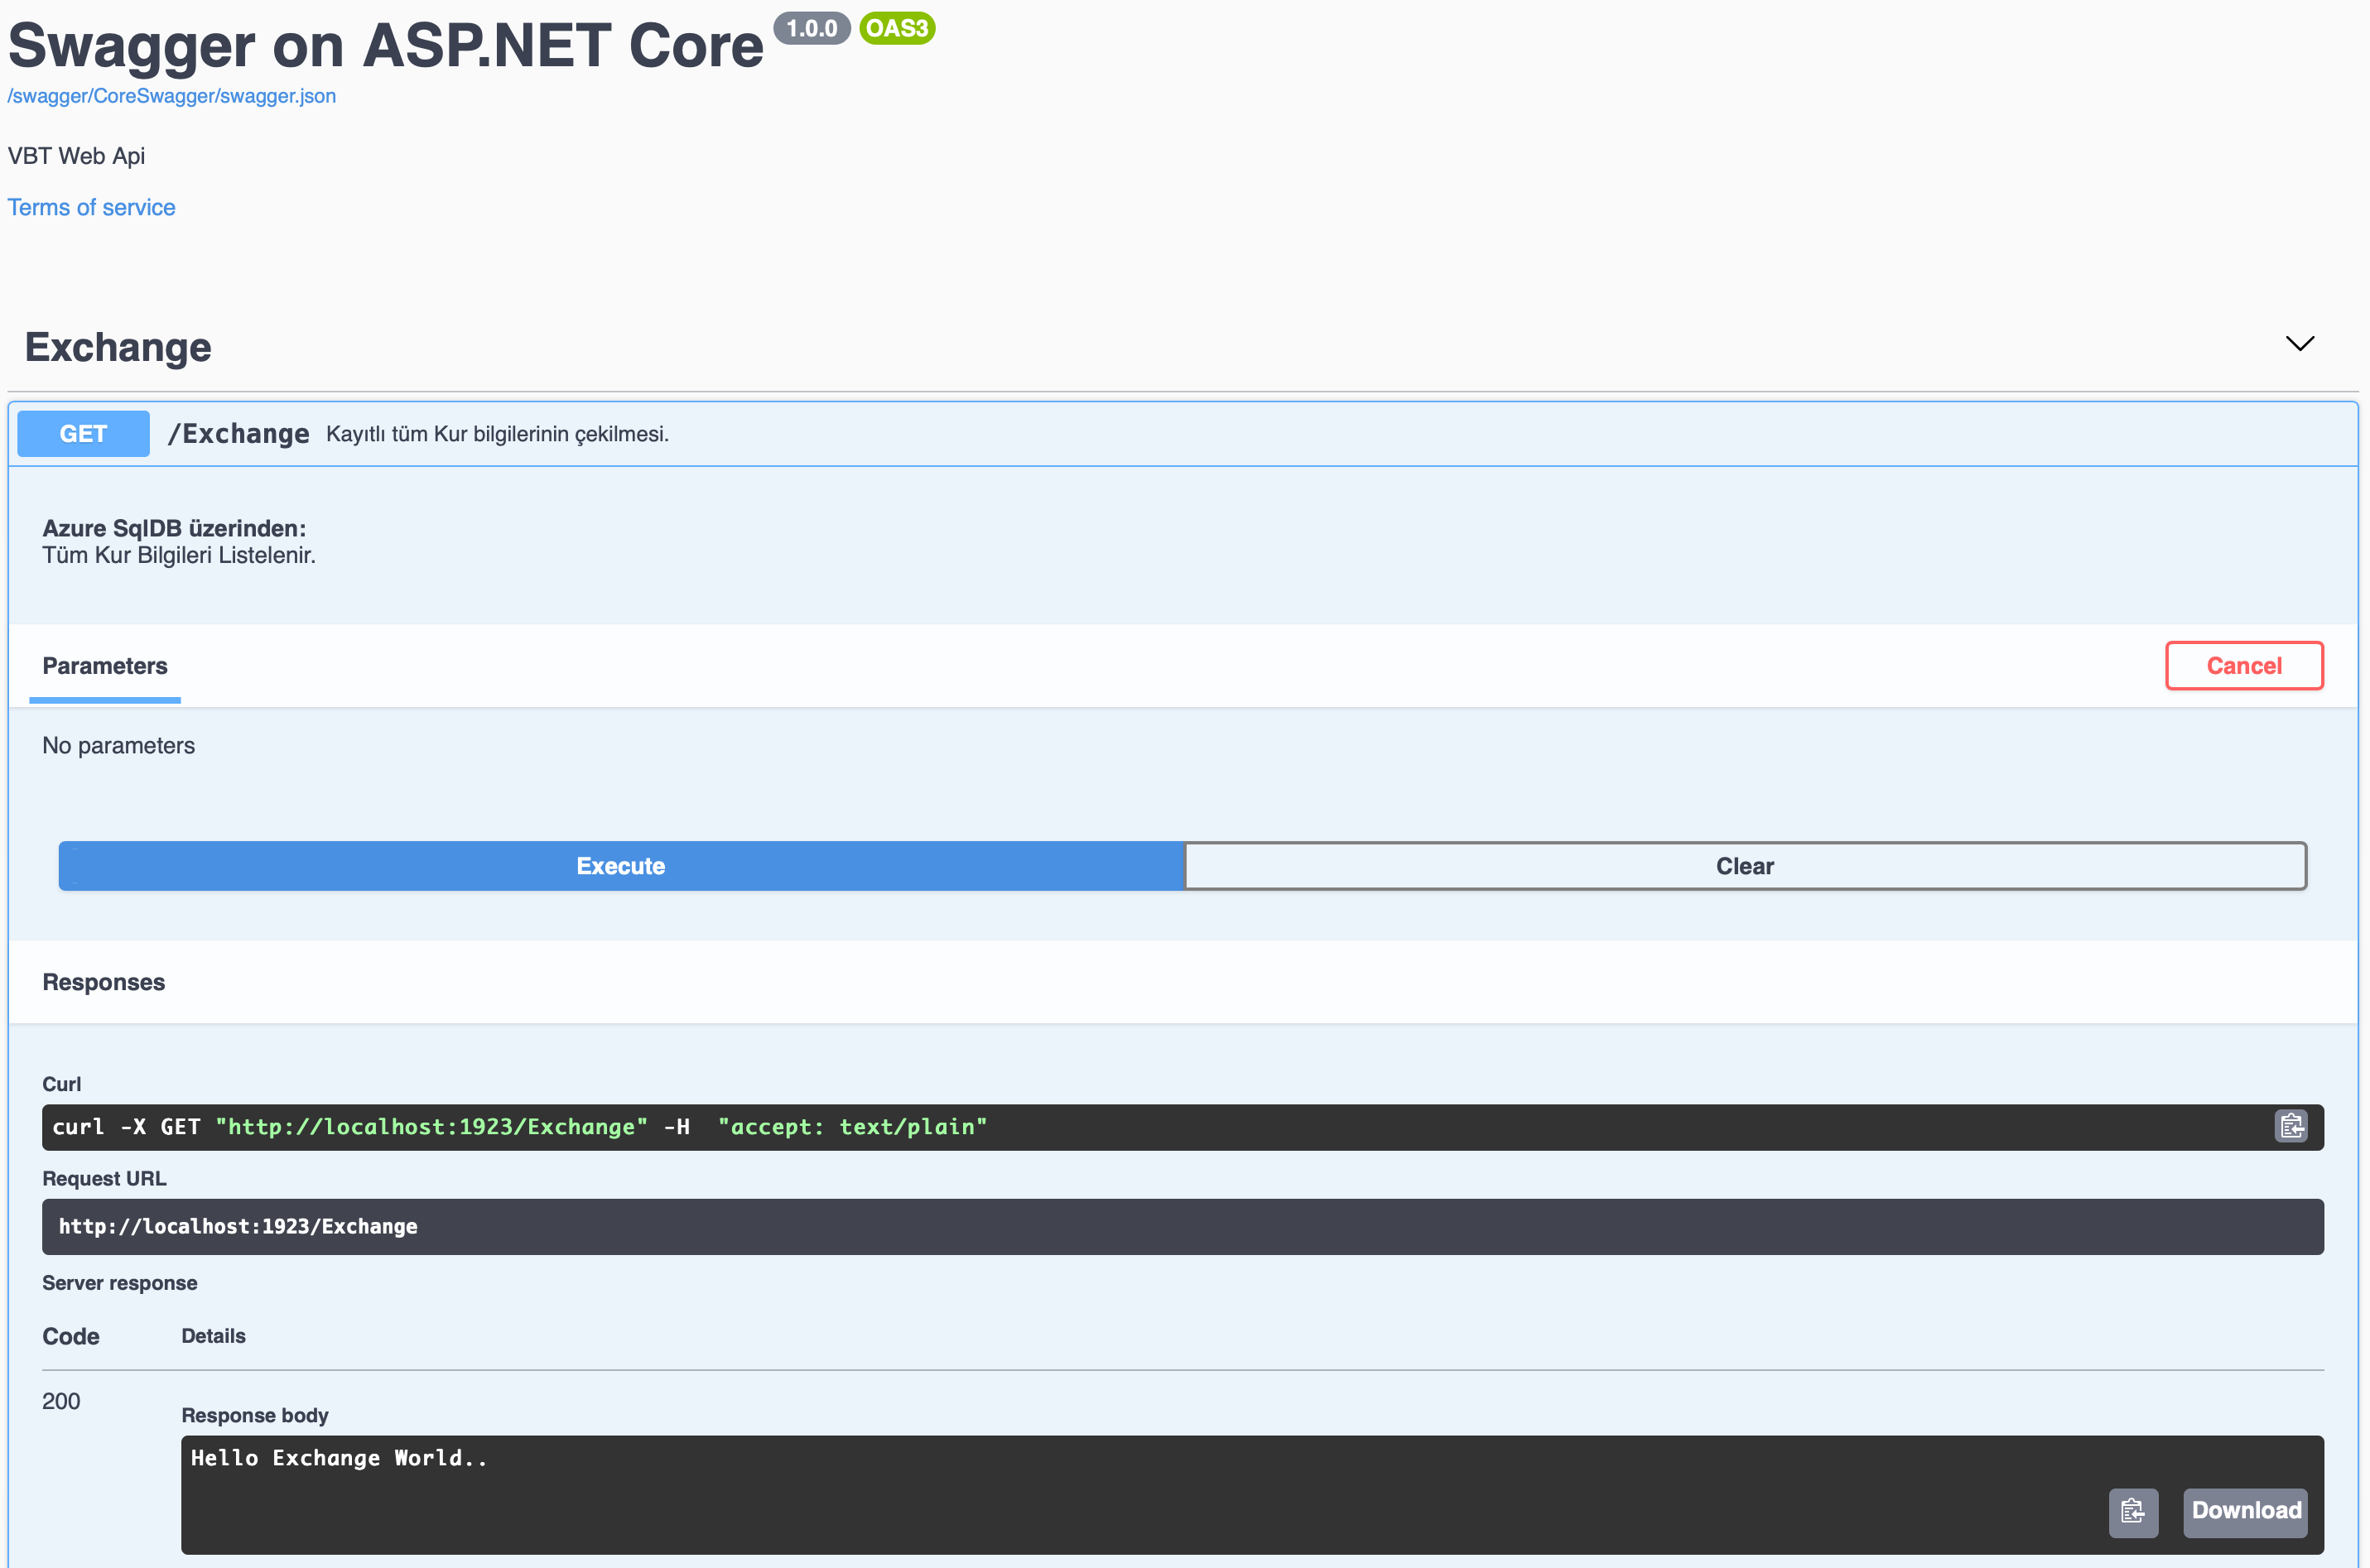 Swagger on ASP.NET Core 1.0.0 OAS3
/swagger/CoreSwagger/swagger.json
VBT Web Api
Terms of service
Exchange
GET /Exchange Kayıtlı tüm Kur bilgilerinin çekilmesi.
Azure SqlDB üzerinden:
Tüm Kur Bilgileri Listelenir.
Parameters Cancel
No parameters
Execute Clear
Responses
Curl
curl -X GET "http://localhost:1923/Exchange" -H  "accept: text/plain"
Request URL
http://localhost:1923/Exchange
Server response
Code Details
200
Response body
Hello Exchange World..
Download